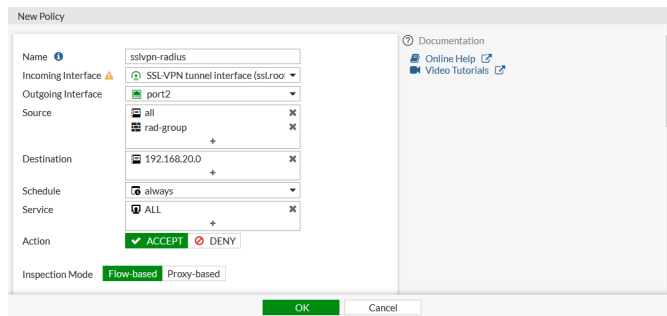 New Policy
Documentation
Name sslvpn-radius
Online Help
Incoming Interface SSL-VPN tunnel interface (ssl.root
Video Tutorials
Outgoing Interface port2
Source all
rad-group
+
Destination 192.168.20.0
+
Schedule always
Service ALL
+
Action ACCEPT DENY
Inspection Mode Flow-based Proxy-based
OK Cancel